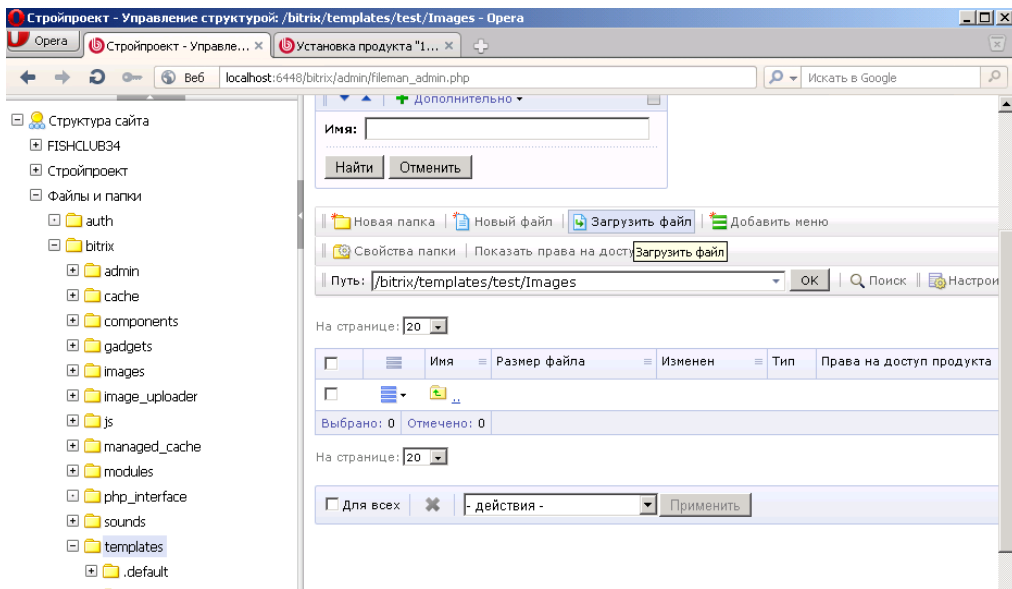 Стройпроект - Управление структурой: /bitrix/templates/test/Images - Opera
Opera
Стройпроект - Управле...
Установка продукта "1...
Веб
localhost:6448/bitrix/admin/fileman_admin.php
Искать в Google
Структура сайта
FISHCLUB34
Стройпроект
Файлы и папки
auth
bitrix
admin
cache
components
gadgets
images
image_uploader
js
managed_cache
modules
php_interface
sounds
templates
.default
Дополнительно
Имя:
Найти Отменить
Новая папка Новый файл Загрузить файл Добавить меню
Свойства папки Показать права на досту Загрузить файл
Путь: /bitrix/templates/test/Images OK Поиск Настрои
На странице: 20
Имя Размер файла Изменен Тип Права на доступ продукта
..
Выбрано: 0 Отмечено: 0
На странице: 20
Для всех - действия - Применить